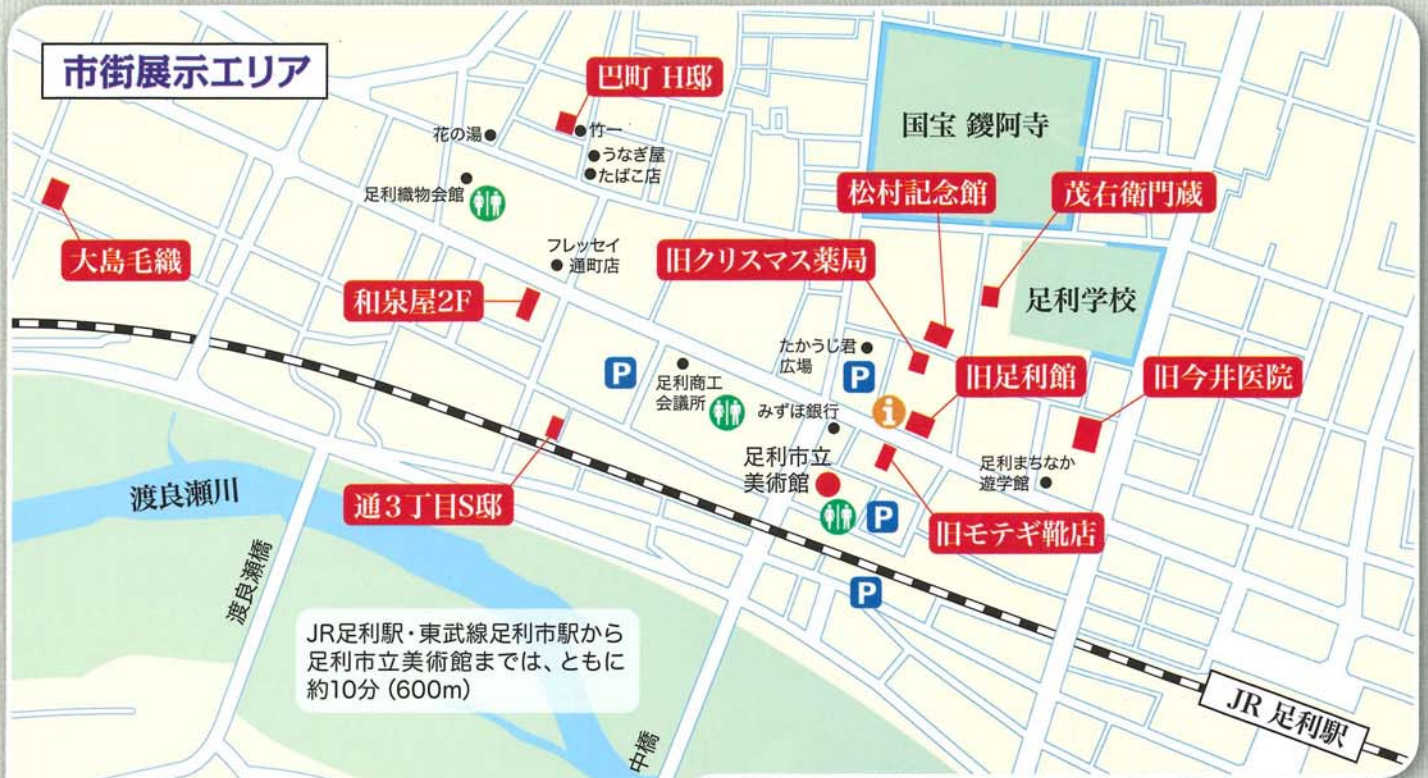 市街展示エリア
巴町 H邸
国宝 鑁阿寺
花の湯
竹一
うなぎ屋
たばこ店
足利織物会館
松村記念館
茂右衛門蔵
大島毛織
フレッセイ
通町店
旧クリスマス薬局
和泉屋2F
足利学校
たかうじ君
広場
P
P
足利商工
会議所
旧足利館
旧今井医院
みずほ銀行
i
足利市立
美術館
足利まちなか
遊学館
渡良瀬川
通3丁目S邸
P
旧モテギ靴店
渡良瀬橋
P
JR足利駅・東武線足利市駅から
足利市立美術館までは、ともに
約10分(600m)
中橋
JR 足利駅